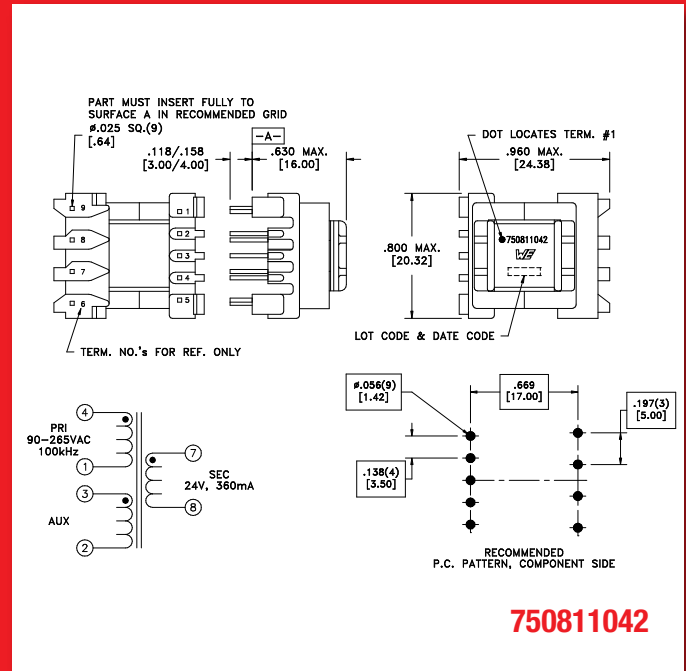 PART MUST INSERT FULLY TO
SURFACE A IN RECOMMENDED GRID
ø.025 SQ.(9)
[.64]
.118/.158
[3.00/4.00]
-A-
.630 MAX.
[16.00]
DOT LOCATES TERM. #1
.960 MAX.
[24.38]
9
8
7
6
1
2
3
4
5
.800 MAX.
[20.32]
750811042
WE
LOT CODE & DATE CODE
TERM. NO.'s FOR REF. ONLY
4
PRI
90-265VAC
100kHz
1
3
AUX
2
7
SEC
24V, 360mA
8
ø.056(9)
[1.42]
.669
[17.00]
.197(3)
[5.00]
.138(4)
[3.50]
RECOMMENDED
P.C. PATTERN, COMPONENT SIDE
750811042